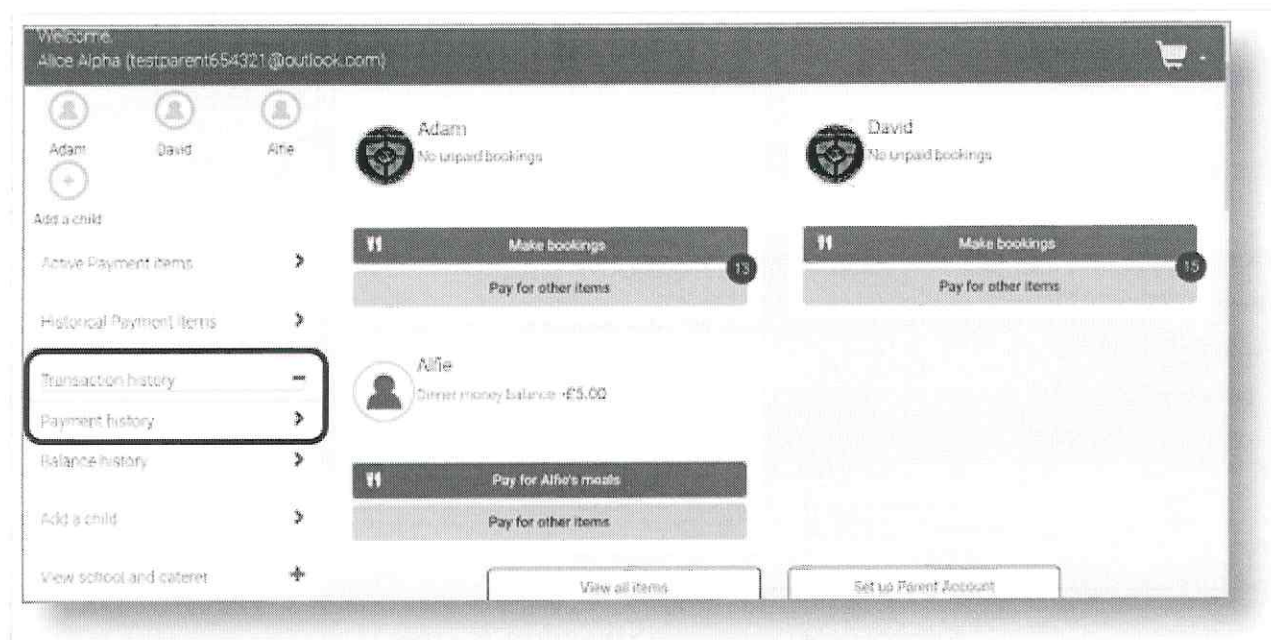 Welcome,
Alice Alpha (testparent654321@outlook.com)
Adam
David
Alfie
Add a child
Active Payment items
Historical Payment items
Transaction history
Payment history
Balance history
Add a child
View school and caterer
Adam
No unpaid bookings
Make bookings
13
Pay for other items
David
No unpaid bookings
Make bookings
15
Pay for other items
Alfie
Dinner money balance -£5.00
Pay for Alfie's meals
Pay for other items
View all items
Set up Parent Account